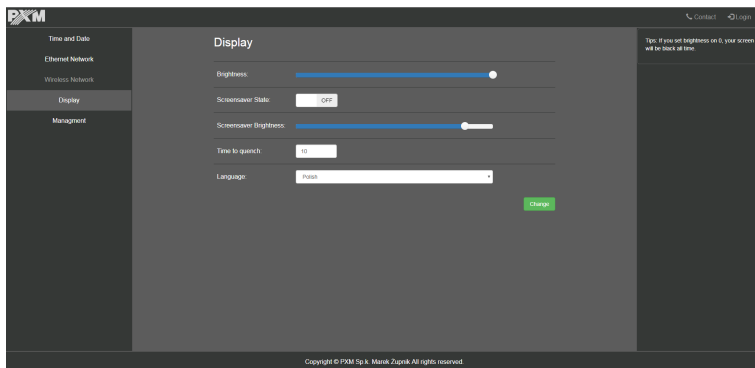 PXM
Contact
Login
Time and Date
Ethernet Network
Wireless Network
Display
Managment
Display
Brightness:
Screensaver State:
OFF
Screensaver Brightness:
Time to quench:
10
Language:
Polish
Change
Tips: If you set brightness on 0, your screen
will be black all time.
Copyright © PXM Sp.k. Marek Żupnik All rights reserved.